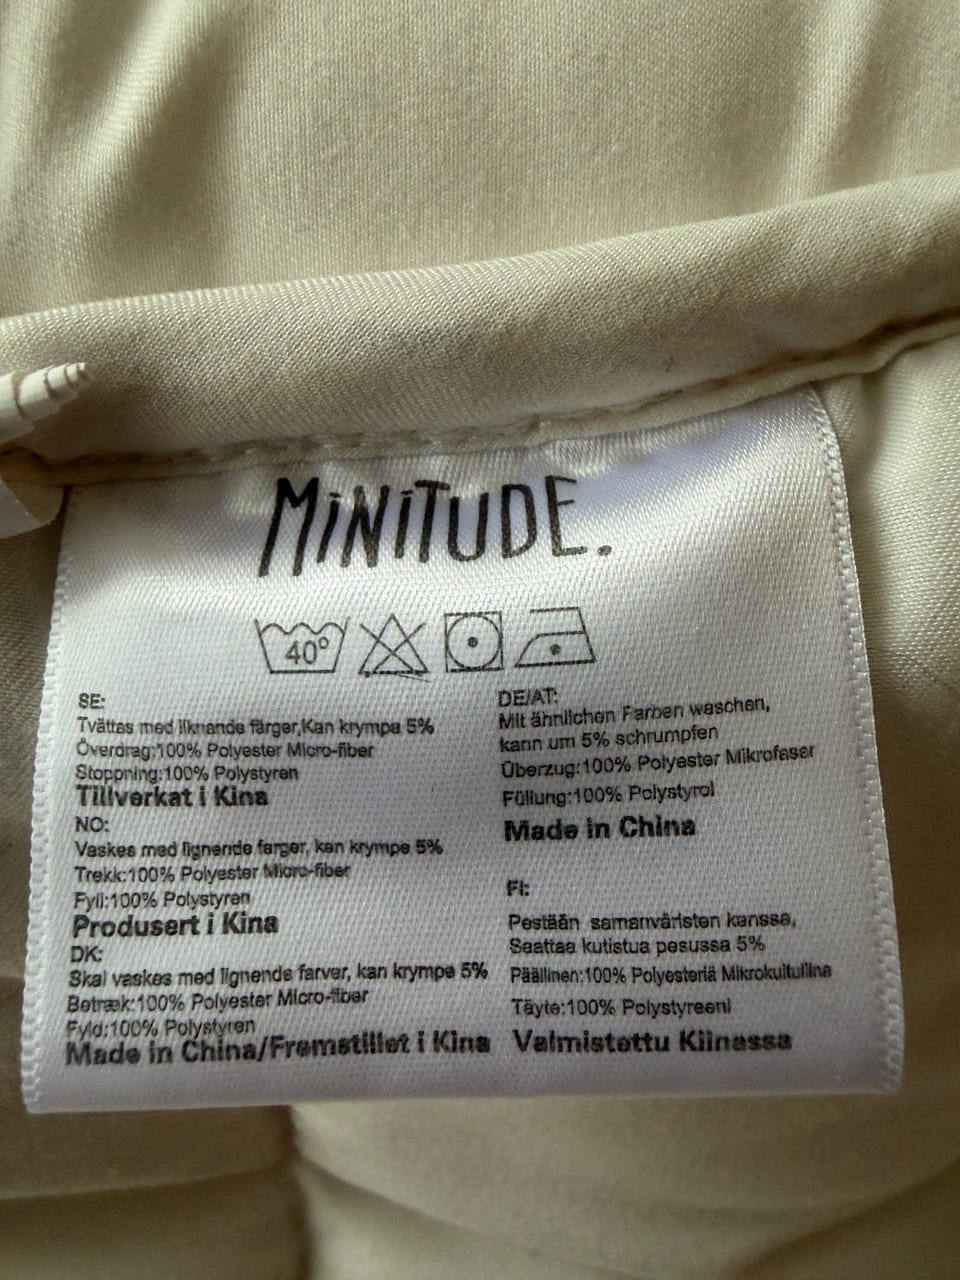 MINITUDE.
40°
SE:
Tvättas med liknande färger,Kan krympa 5%
Överdrag:100% Polyester Micro-fiber
Stoppning:100% Polystyren
Tillverkat i Kina
NO:
Vaskes med lignende farger, kan krympe 5%
Trekk:100% Polyester Micro-fiber
Fyll:100% Polystyren
Produsert i Kina
DK:
Skal vaskes med lignende farver, kan krympe 5%
Betræk:100% Polyester Micro-fiber
Fyld:100% Polystyren
Made in China/Fremstillet i Kina
DE/AT:
Mit ähnlichen Farben waschen,
kann um 5% schrumpfen
Überzug:100% Polyester Mikrofaser
Füllung:100% Polystyrol
Made in China
FI:
Pestään samanväristen kanssa,
Saattaa kutistua pesussa 5%
Päällinen:100% Polyesteriä Mikrokuitullna
Täyte:100% Polystyreeni
Valmistettu Kiinassa